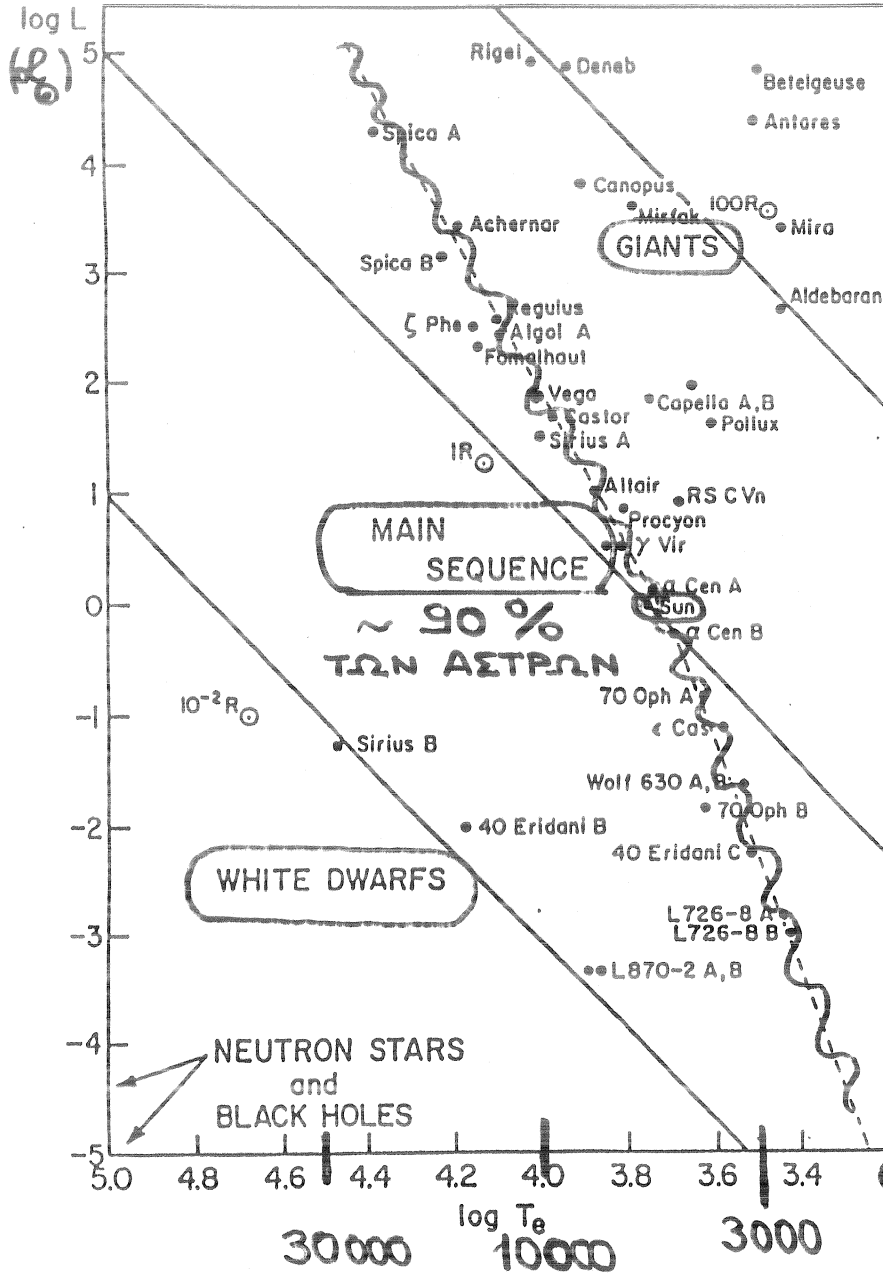 log L
(ℒ⊙)
5
4
3
2
1
0
-1
-2
-3
-4
-5
Rigel
Deneb
Betelgeuse
Antares
Spica A
Canopus
100R⊙
Mirfak
Mira
Achernar
GIANTS
Spica B
Aldebaran
Regulus
ζ Phe
Algol A
Fomalhaut
Vega
Capella A,B
Castor
Pollux
Sirius A
1R⊙
Altair
RS C Vn
Procyon
MAIN
SEQUENCE
γ Vir
α Cen A
Sun
~ 90 %
α Cen B
ΤΩΝ ΑΣΤΡΩΝ
70 Oph A
10⁻²R⊙
Cas
Sirius B
Wolf 630 A, B
70 Oph B
40 Eridani B
40 Eridani C
WHITE DWARFS
L726-8 A
L726-8 B
L870-2 A,B
NEUTRON STARS
and
BLACK HOLES
5.0 4.8 4.6 4.4 4.2 4.0 3.8 3.6 3.4
log Te
30000 10000 3000